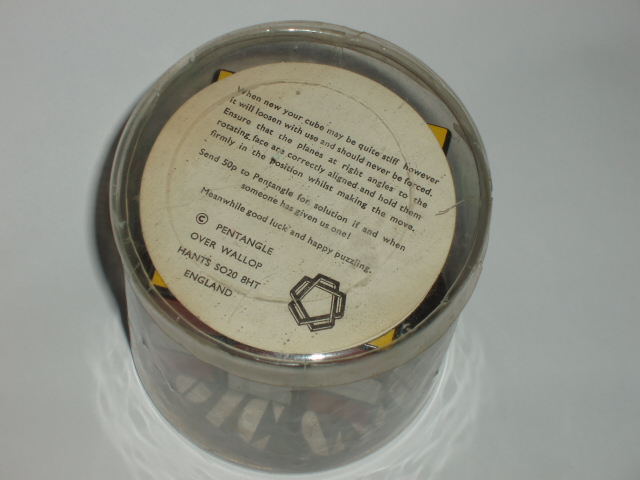 When new your cube may be quite stiff however
it will loosen with use and should never be forced.
Ensure that the planes at right angles to the
rotating face are correctly aligned and hold them
firmly in the position whilst making the move.
Send 50p to Pentangle for solution if and when
someone has given us one!
Meanwhile good luck and happy puzzling.
© PENTANGLE
OVER WALLOP
HANTS SO20 8HT
ENGLAND